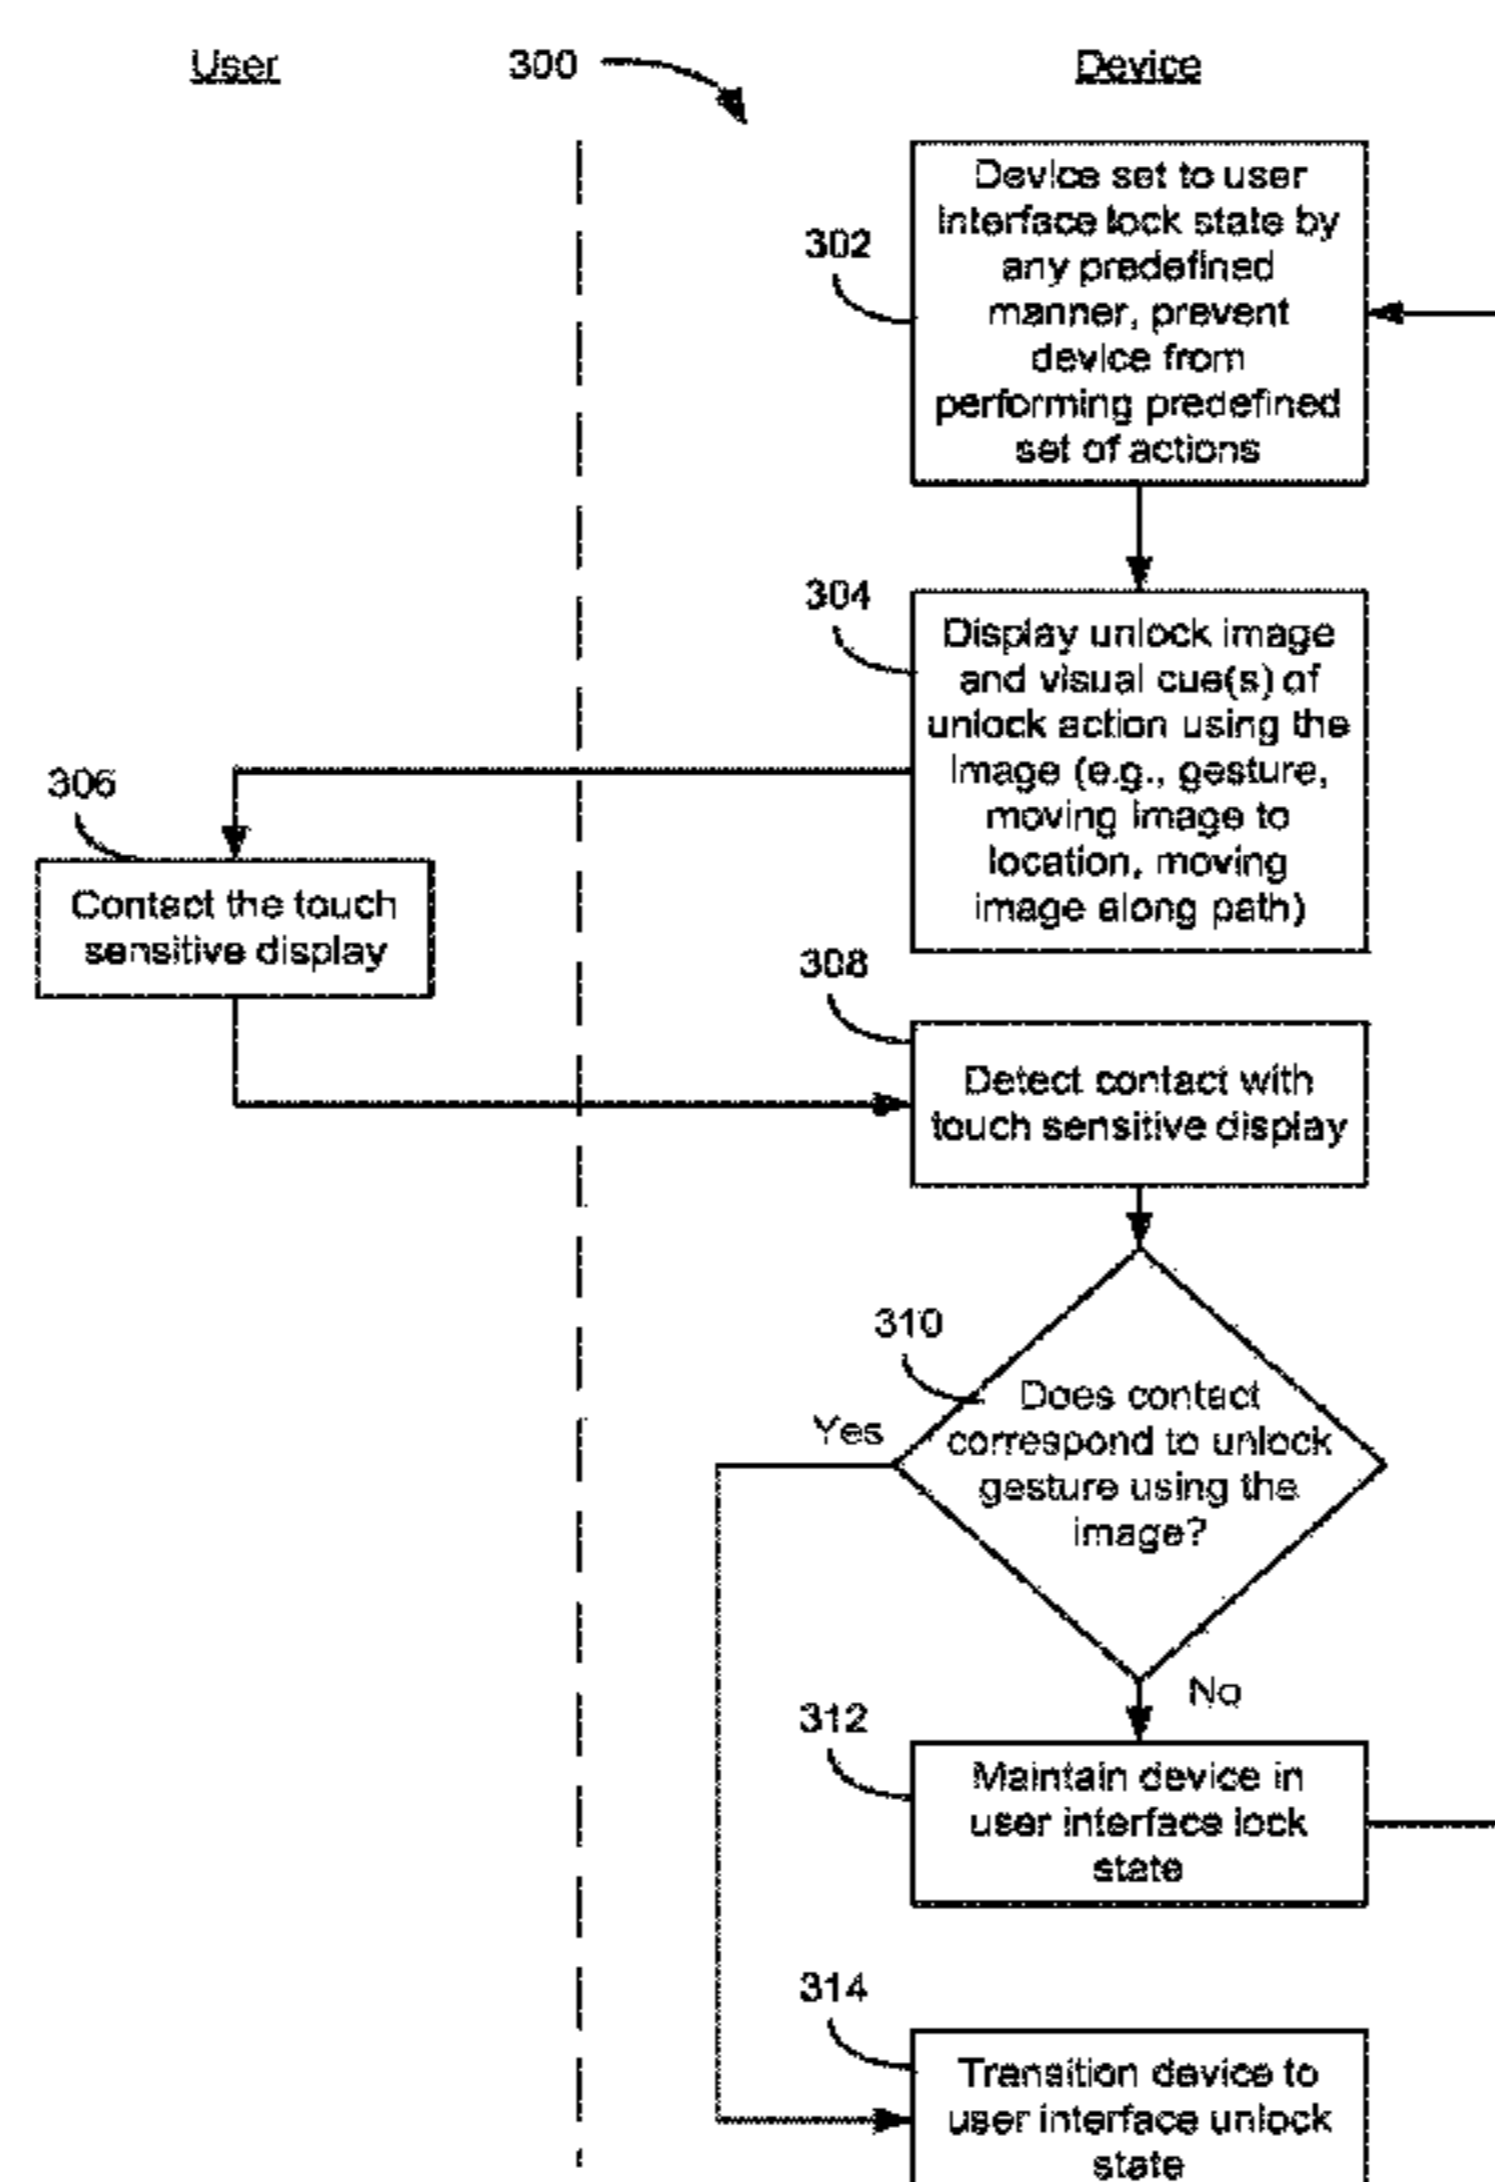 User
300
Device
302
Device set to user
interface lock state by
any predefined
manner, prevent
device from
performing predefined
set of actions
304
Display unlock image
and visual cue(s) of
unlock action using the
image (e.g., gesture,
moving image to
location, moving
image along path)
306
Contact the touch
sensitive display
308
Detect contact with
touch sensitive display
310
Does contact
correspond to unlock
gesture using the
image?
Yes
No
312
Maintain device in
user interface lock
state
314
Transition device to
user interface unlock
state